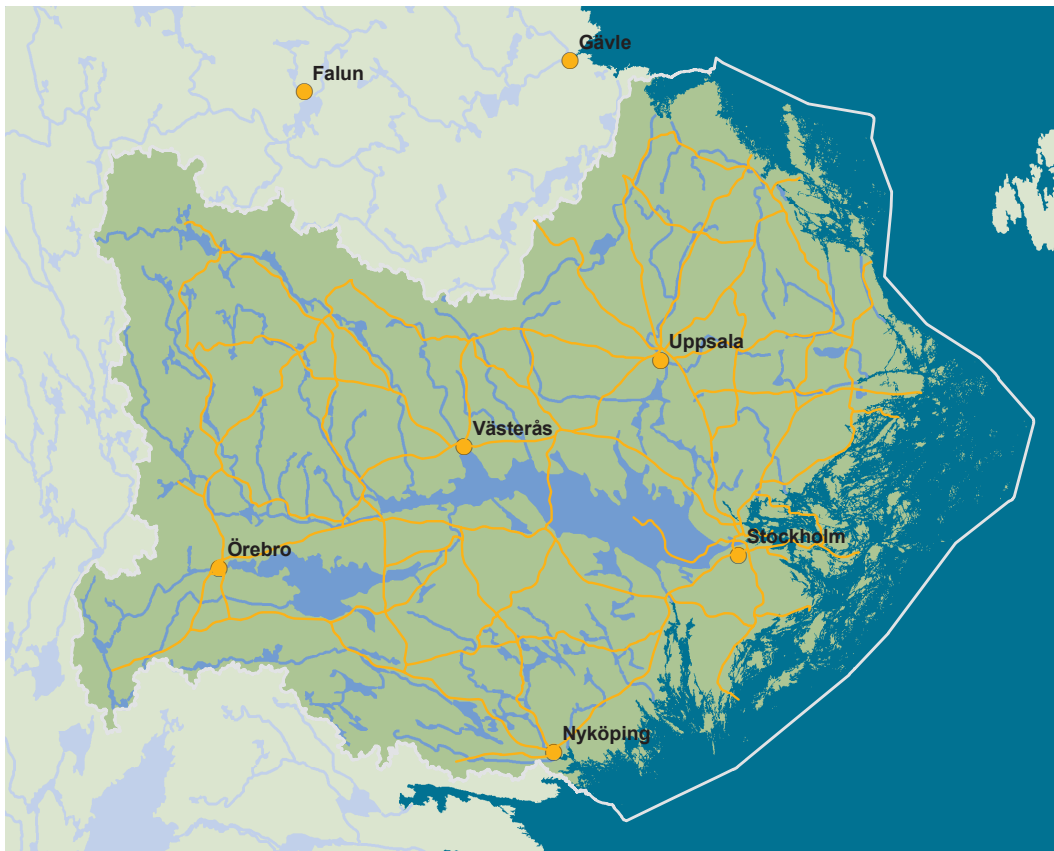 Gävle
Falun
Uppsala
Västerås
Stockholm
Örebro
Nyköping